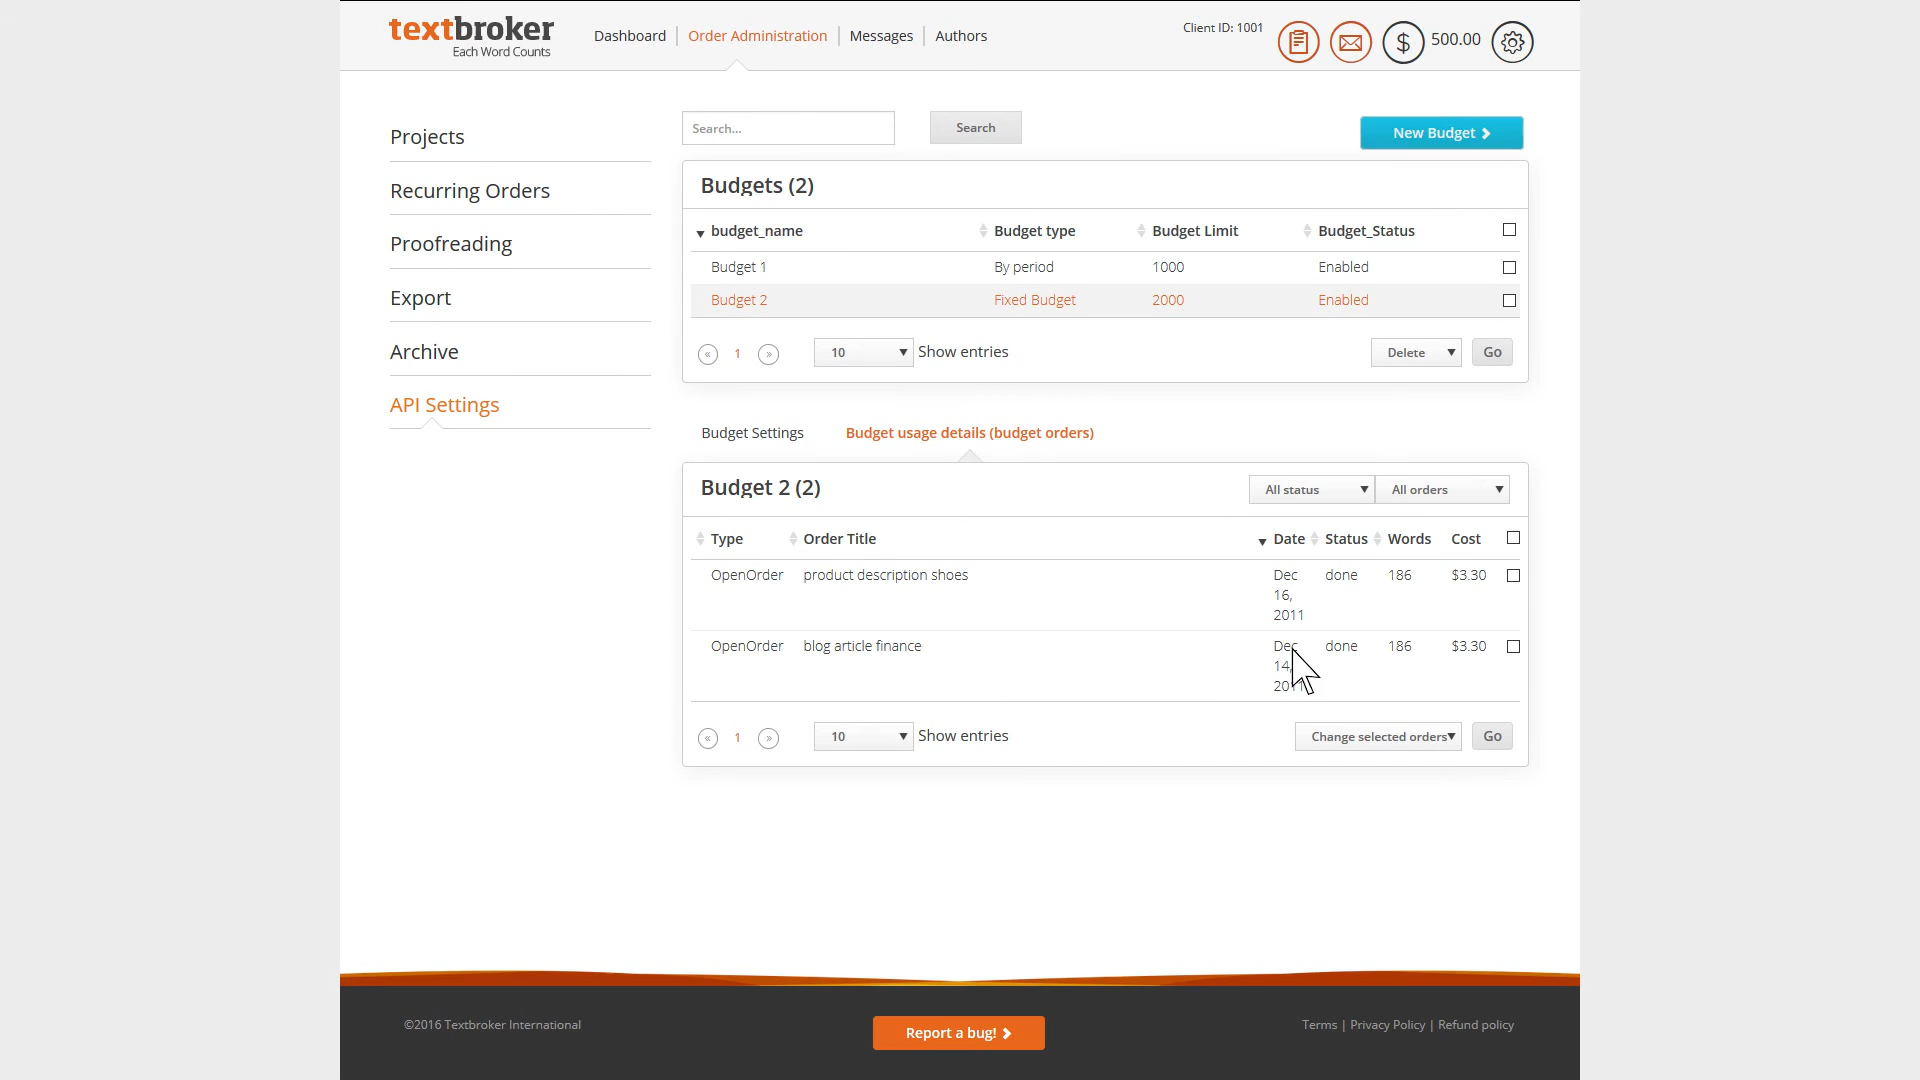 textbroker
Each Word Counts
Dashboard
Order Administration
Messages
Authors
Client ID: 1001
$
500.00
Projects
Recurring Orders
Proofreading
Export
Archive
API Settings
Search...
Search
New Budget
Budgets (2)
budget_name Budget type Budget Limit Budget_Status
Budget 1 By period 1000 Enabled
Budget 2 Fixed Budget 2000 Enabled
« 1 » 10 Show entries Delete Go
Budget Settings
Budget usage details (budget orders)
Budget 2 (2)
All status
All orders
Type Order Title Date Status Words Cost
OpenOrder product description shoes Dec done 186 $3.30
16,
2011
OpenOrder blog article finance Dec done 186 $3.30
14,
2011
« 1 » 10 Show entries Change selected orders Go
©2016 Textbroker International
Report a bug!
Terms | Privacy Policy | Refund policy